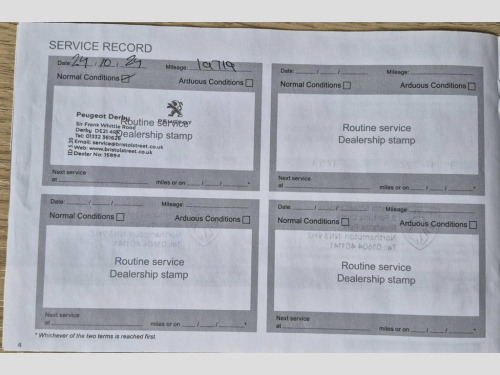 SERVICE RECORD
Date: 29.10.21 Mileage: 19719
Normal Conditions Arduous Conditions
Peugeot Derby
Sir Frank Whittle Road
Derby DE21
Tel: 01332
Email: service@bristolstreet.co.uk
Web: www.bristolstreet.co.uk
Dealer No: 15894
PEUGEOT
Routine service
Dealership stamp
Next service
at miles or on / / *
Date: / / Mileage:
Normal Conditions Arduous Conditions
Routine service
Dealership stamp
Next service
at miles or on / / *
Date: / / Mileage:
Normal Conditions Arduous Conditions
Routine service
Dealership stamp
Next service
at miles or on / / *
Date: / / Mileage:
Normal Conditions Arduous Conditions
Routine service
Dealership stamp
Next service
at miles or on / / *
* Whichever of the two terms is reached first.
4